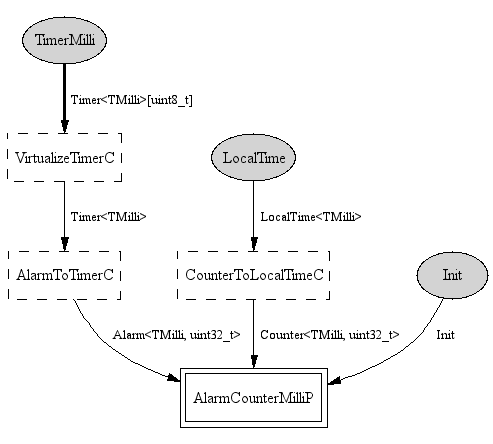 TimerMilli
Timer<TMilli>[uint8_t]
VirtualizeTimerC
LocalTime
Timer<TMilli>
LocalTime<TMilli>
AlarmToTimerC
CounterToLocalTimeC
Init
Alarm<TMilli, uint32_t>
Counter<TMilli, uint32_t>
Init
AlarmCounterMilliP